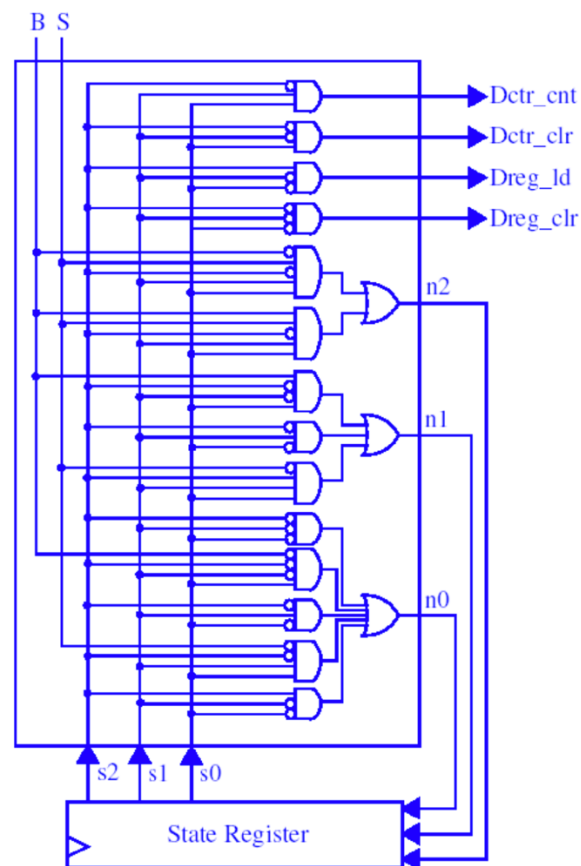 B S
Dctr_cnt
Dctr_clr
Dreg_ld
Dreg_clr
n2
n1
n0
s2 s1 s0
State Register